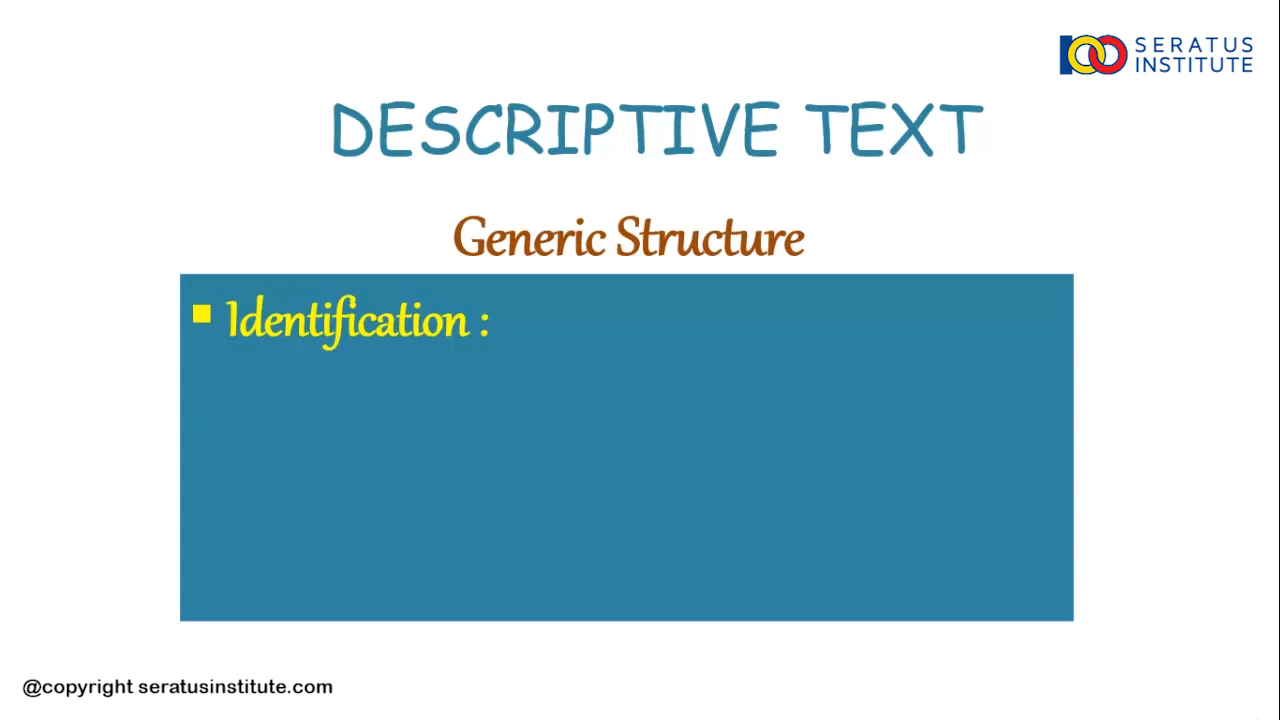 SERATUS
INSTITUTE
DESCRIPTIVE TEXT
Generic Structure
▪ Identification :
@copyright seratusinstitute.com